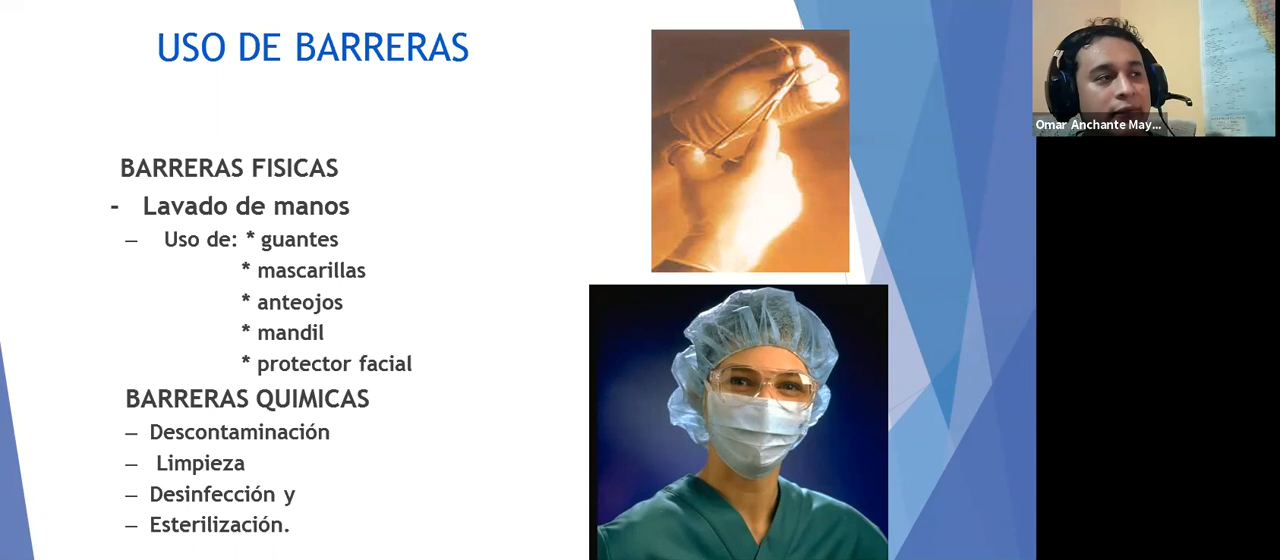 USO DE BARRERAS
BARRERAS FISICAS
- Lavado de manos
– Uso de: * guantes
* mascarillas
* anteojos
* mandil
* protector facial
BARRERAS QUIMICAS
– Descontaminación
– Limpieza
– Desinfección y
– Esterilización.
Omar Anchante May...